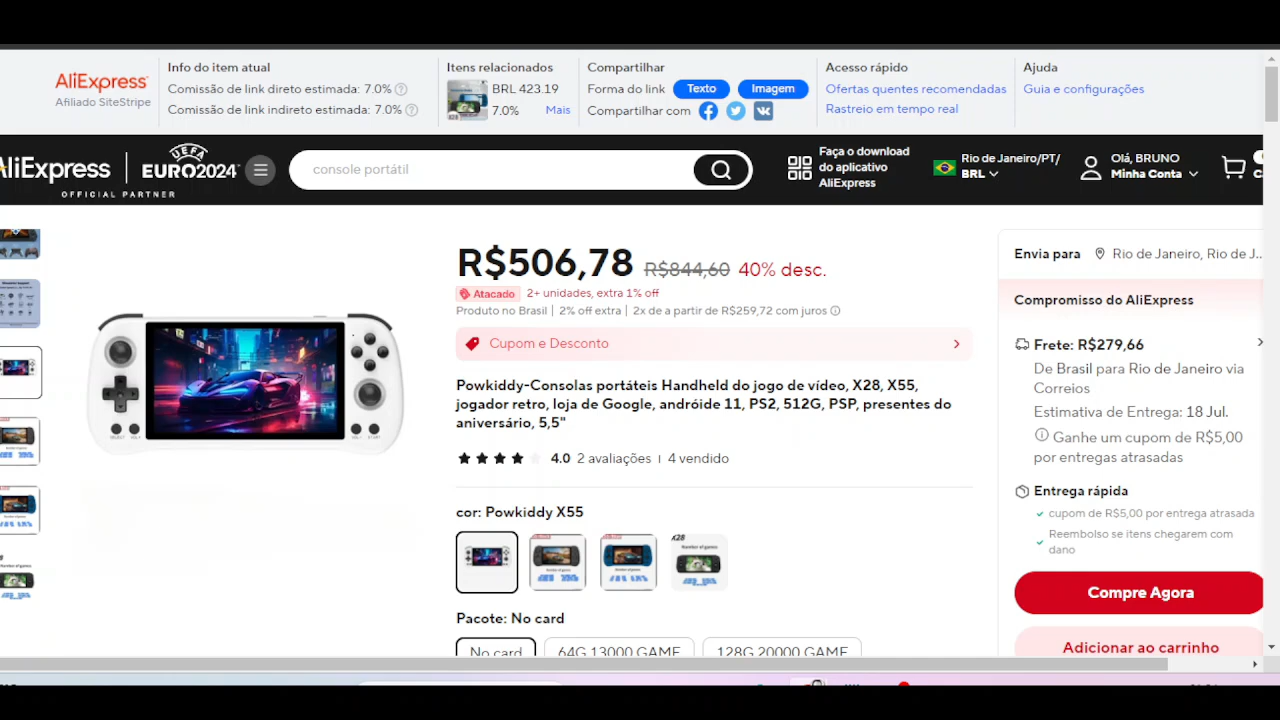 AliExpress
Afiliado SiteStripe
Info do item atual
Comissão de link direto estimada: 7.0%
Comissão de link indireto estimada: 7.0%
Itens relacionados
BRL 423.19
7.0%
Mais
Compartilhar
Forma do link
Texto
Imagem
Compartilhar com
Acesso rápido
Ofertas quentes recomendadas
Rastreio em tempo real
Ajuda
Guia e configurações
AliExpress
UEFA
EURO2024
OFFICIAL PARTNER
console portátil
Faça o download
do aplicativo
AliExpress
Rio de Janeiro/PT/
BRL
Olá, BRUNO
Minha Conta
R$506,78 R$844,60 40% desc.
Atacado 2+ unidades, extra 1% off
Produto no Brasil | 2% off extra | 2x de a partir de R$259,72 com juros
Cupom e Desconto
Powkiddy-Consolas portáteis Handheld do jogo de vídeo, X28, X55,
jogador retro, loja de Google, andróide 11, PS2, 512G, PSP, presentes do
aniversário, 5,5"
4.0 2 avaliações | 4 vendido
cor: Powkiddy X55
X28
Number of games
Pacote: No card
No card
64G 13000 GAME
128G 20000 GAME
Envia para Rio de Janeiro, Rio de J...
Compromisso do AliExpress
Frete: R$279,66
De Brasil para Rio de Janeiro via
Correios
Estimativa de Entrega: 18 Jul.
Ganhe um cupom de R$5,00
por entregas atrasadas
Entrega rápida
cupom de R$5,00 por entrega atrasada
Reembolso se itens chegarem com
dano
Compre Agora
Adicionar ao carrinho